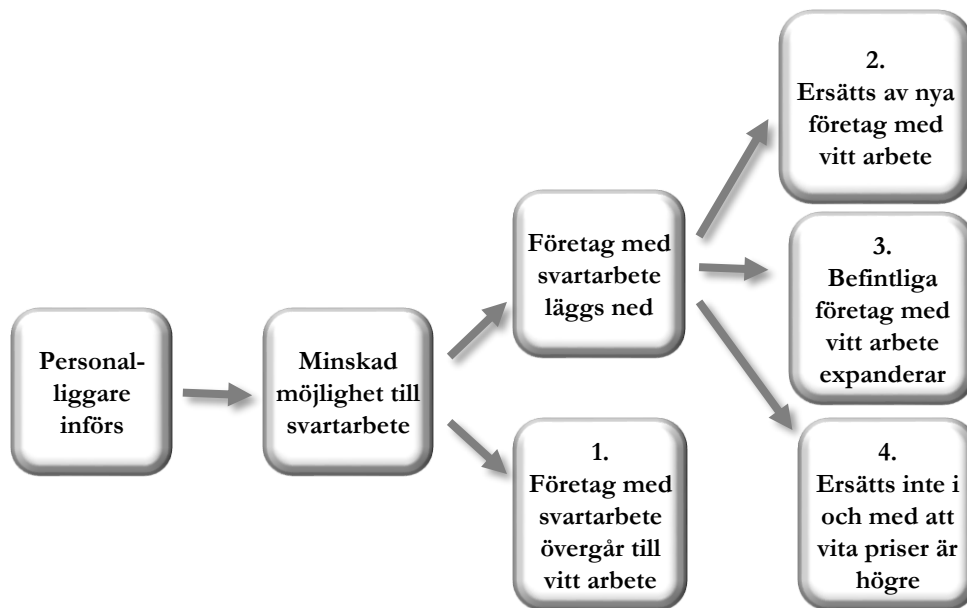 Personal-
liggare
införs
Minskad
möjlighet till
svartarbete
Företag med
svartarbete
läggs ned
1.
Företag med
svartarbete
övergår till
vitt arbete
2.
Ersätts av nya
företag med
vitt arbete
3.
Befintliga
företag med
vitt arbete
expanderar
4.
Ersätts inte i
och med att
vita priser är
högre